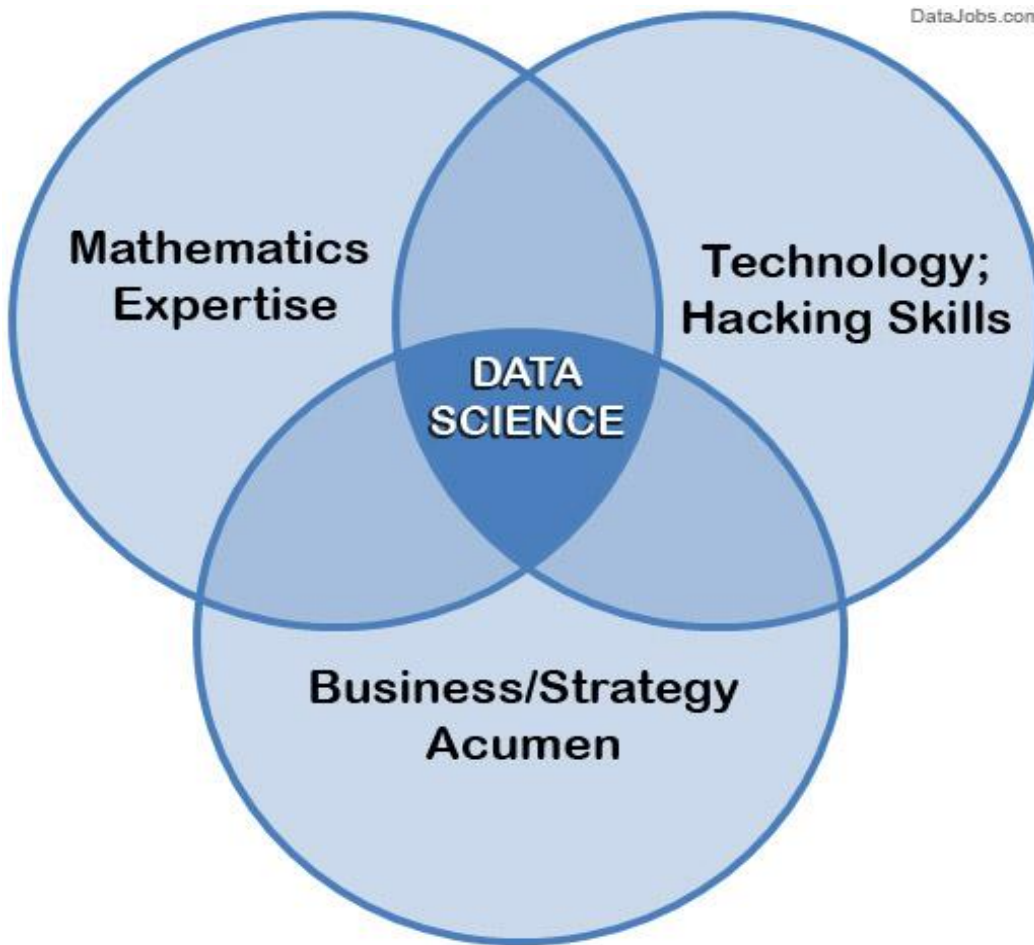 DataJobs.com
Mathematics
Expertise
Technology;
Hacking Skills
DATA
SCIENCE
Business/Strategy
Acumen